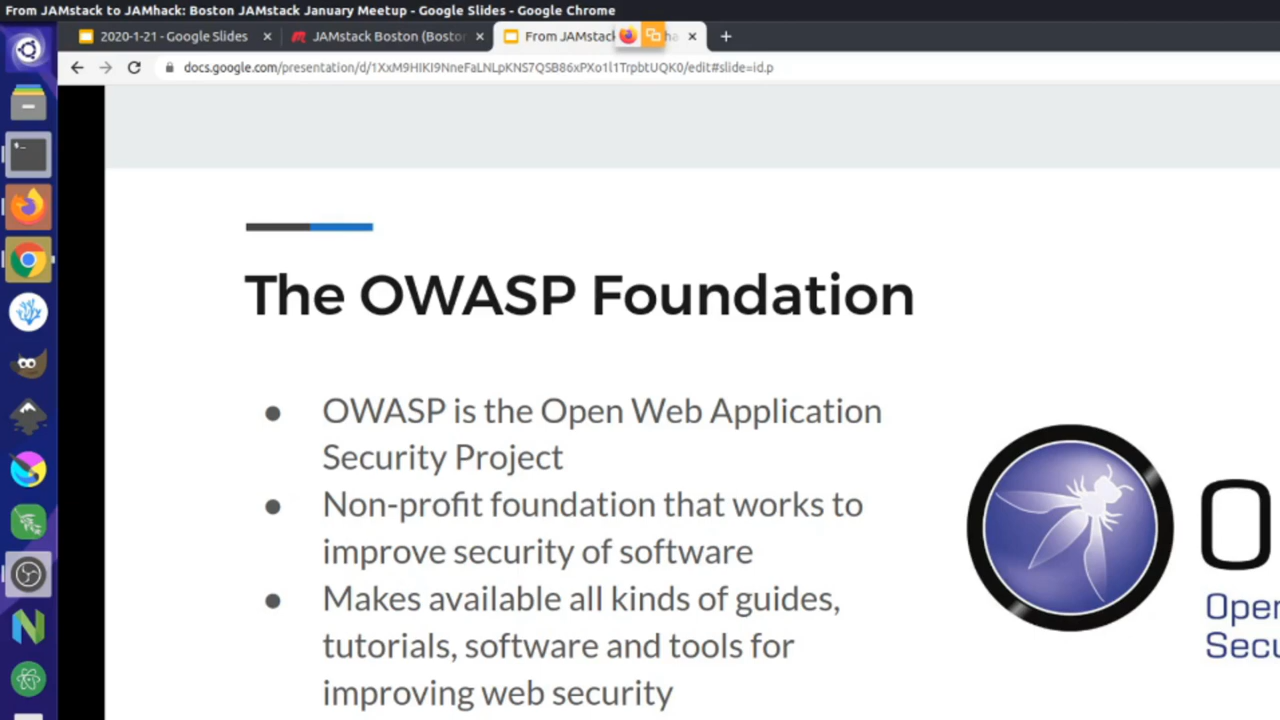 From JAMstack to JAMhack: Boston JAMstack January Meetup - Google Slides - Google Chrome
2020-1-21 - Google Slides
JAMstack Boston (Bosto
From JAMstac
docs.google.com/presentation/d/1XxM9HIKI9NneFaLNLpKNS7QSB86xPXo1l1TrpbtUQK0/edit#slide=id.p
The OWASP Foundation
● OWASP is the Open Web Application
Security Project
● Non-profit foundation that works to
improve security of software
● Makes available all kinds of guides,
tutorials, software and tools for
improving web security
O
Open
Secu